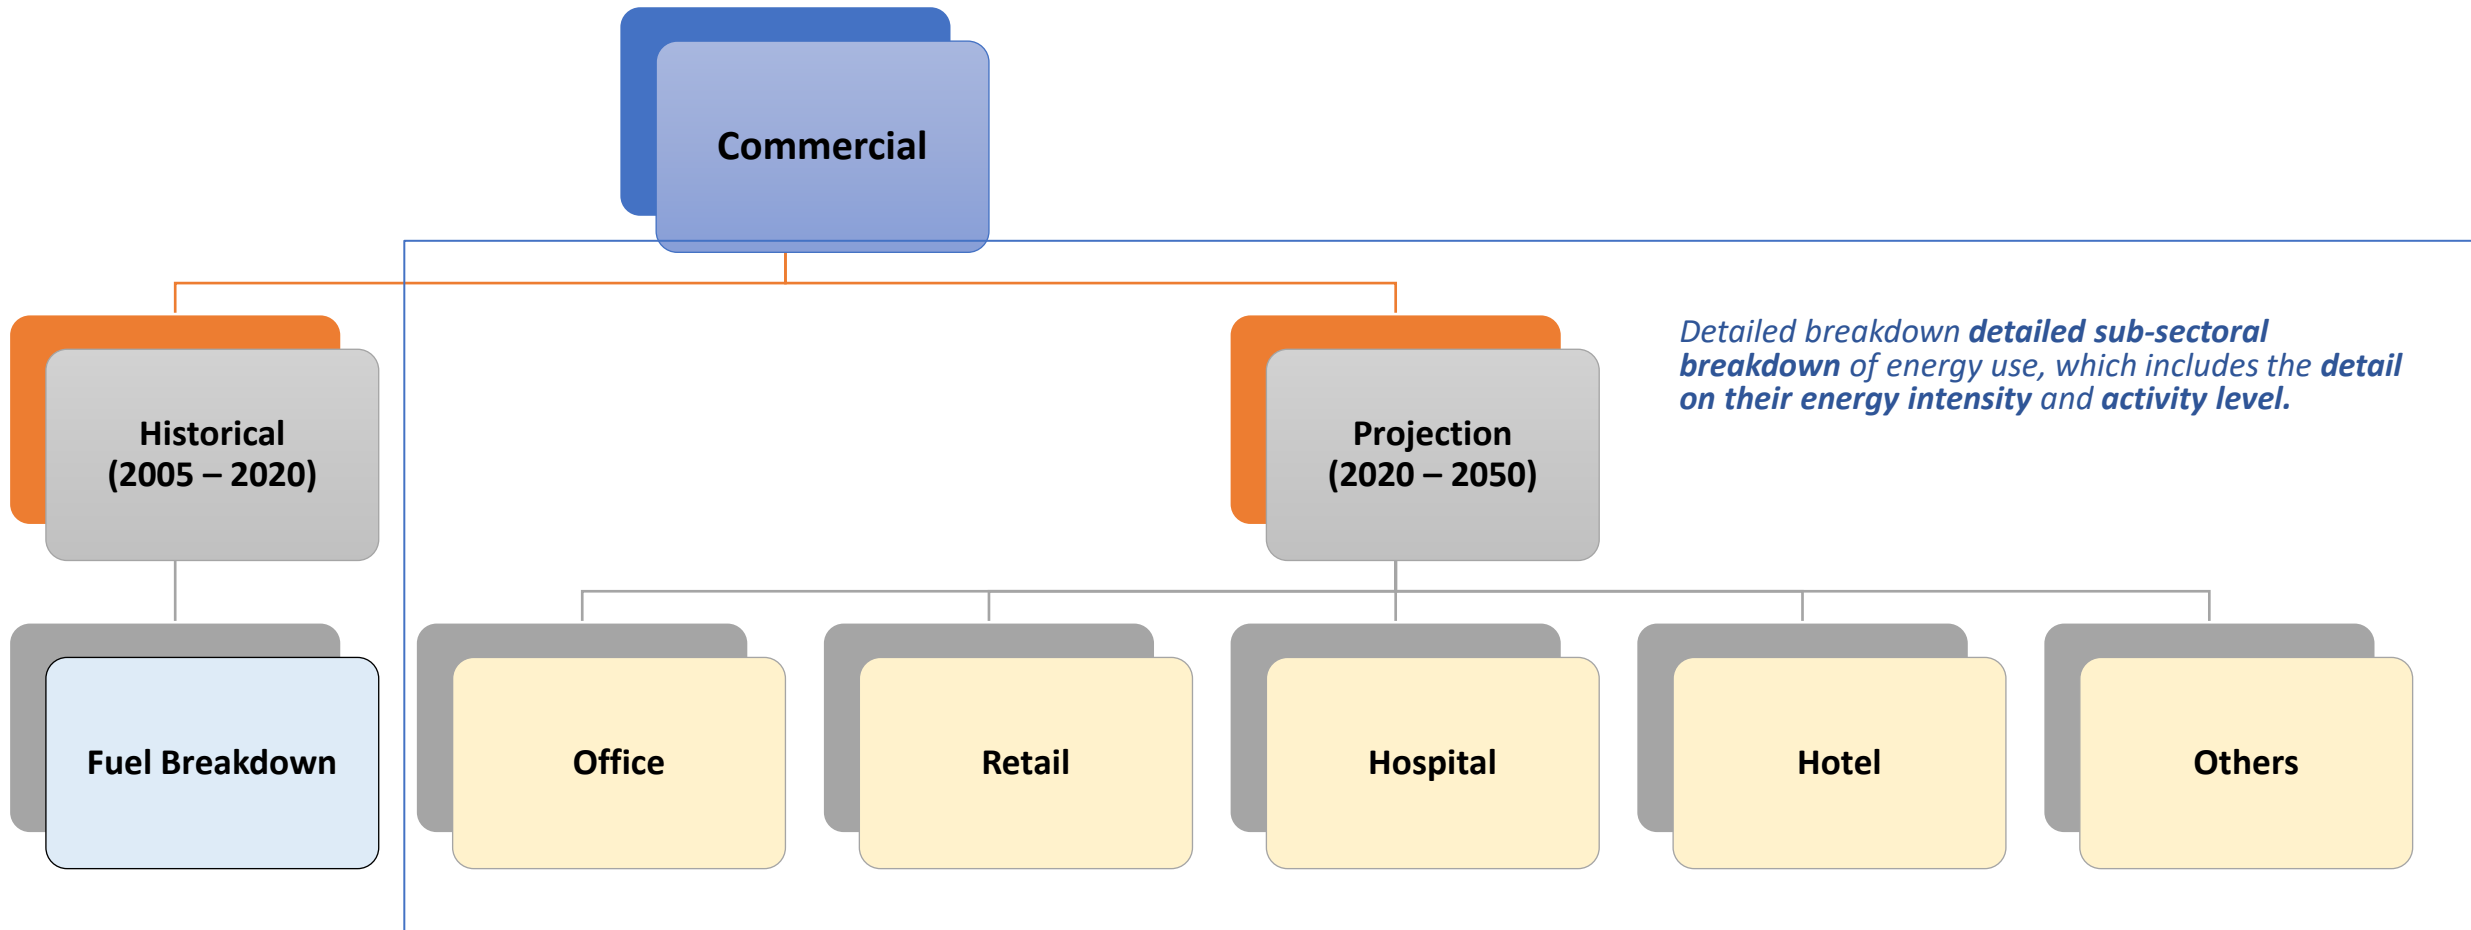 Commercial
Historical
(2005 – 2020)
Projection
(2020 – 2050)
Detailed breakdown detailed sub-sectoral
breakdown of energy use, which includes the detail
on their energy intensity and activity level.
Fuel Breakdown
Office
Retail
Hospital
Hotel
Others